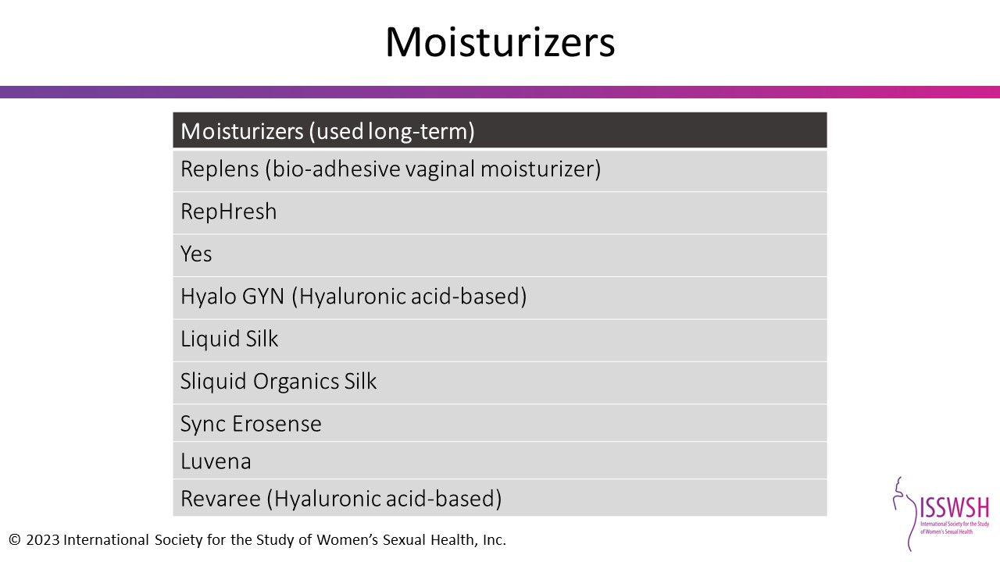 Moisturizers
Moisturizers (used long-term)
Replens (bio-adhesive vaginal moisturizer)
RepHresh
Yes
Hyalo GYN (Hyaluronic acid-based)
Liquid Silk
Sliquid Organics Silk
Sync Erosense
Luvena
Revaree (Hyaluronic acid-based)
ISSWSH
International Society for the Study
of Women's Sexual Health
© 2023 International Society for the Study of Women’s Sexual Health, Inc.